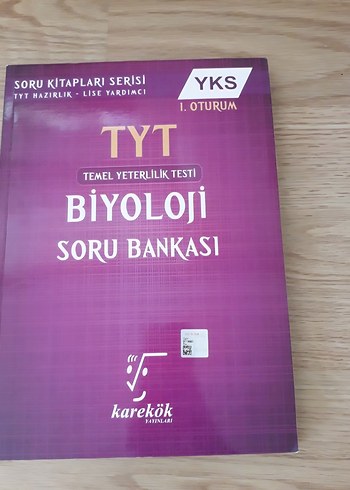 SORU KİTAPLARI SERİSİ
TYT HAZIRLIK - LİSE YARDIMCI
YKS
1. OTURUM
TYT
TEMEL YETERLİLİK TESTİ
BİYOLOJİ
SORU BANKASI
karekök
YAYINLARI